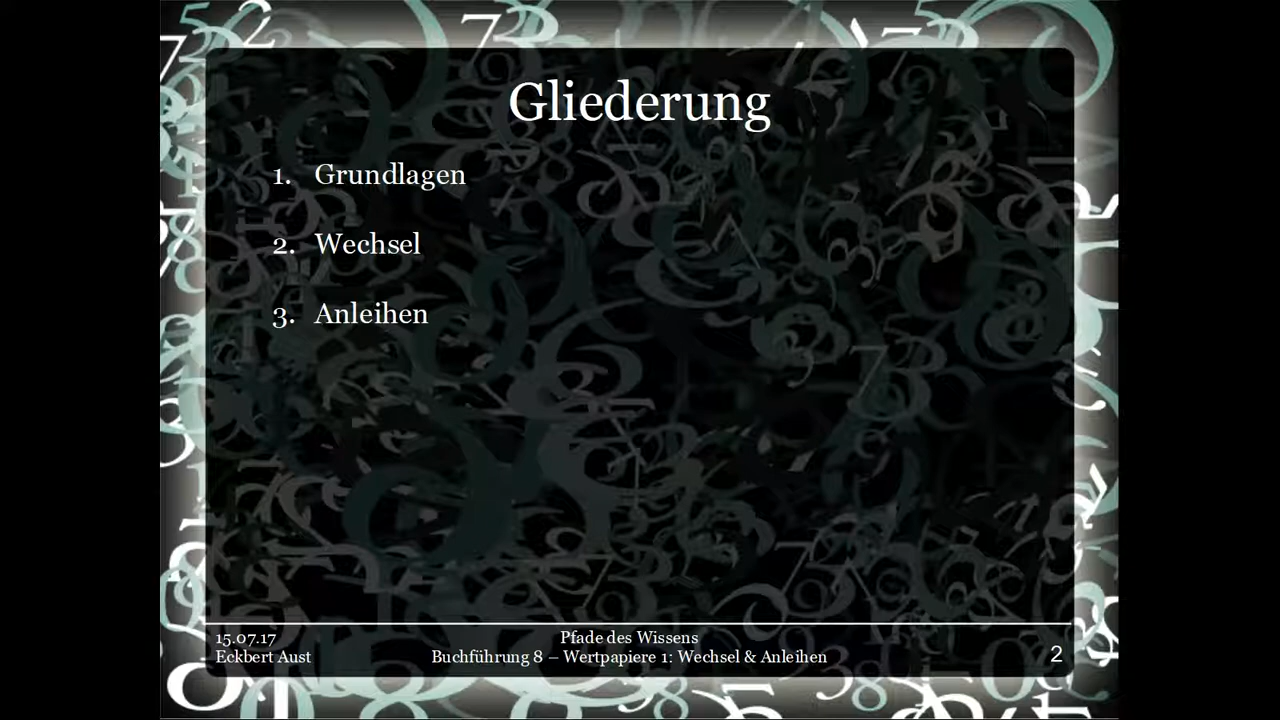 Gliederung
1. Grundlagen
2. Wechsel
3. Anleihen
15.07.17
Eckbert Aust
Pfade des Wissens
Buchführung 8 – Wertpapiere 1: Wechsel & Anleihen
2